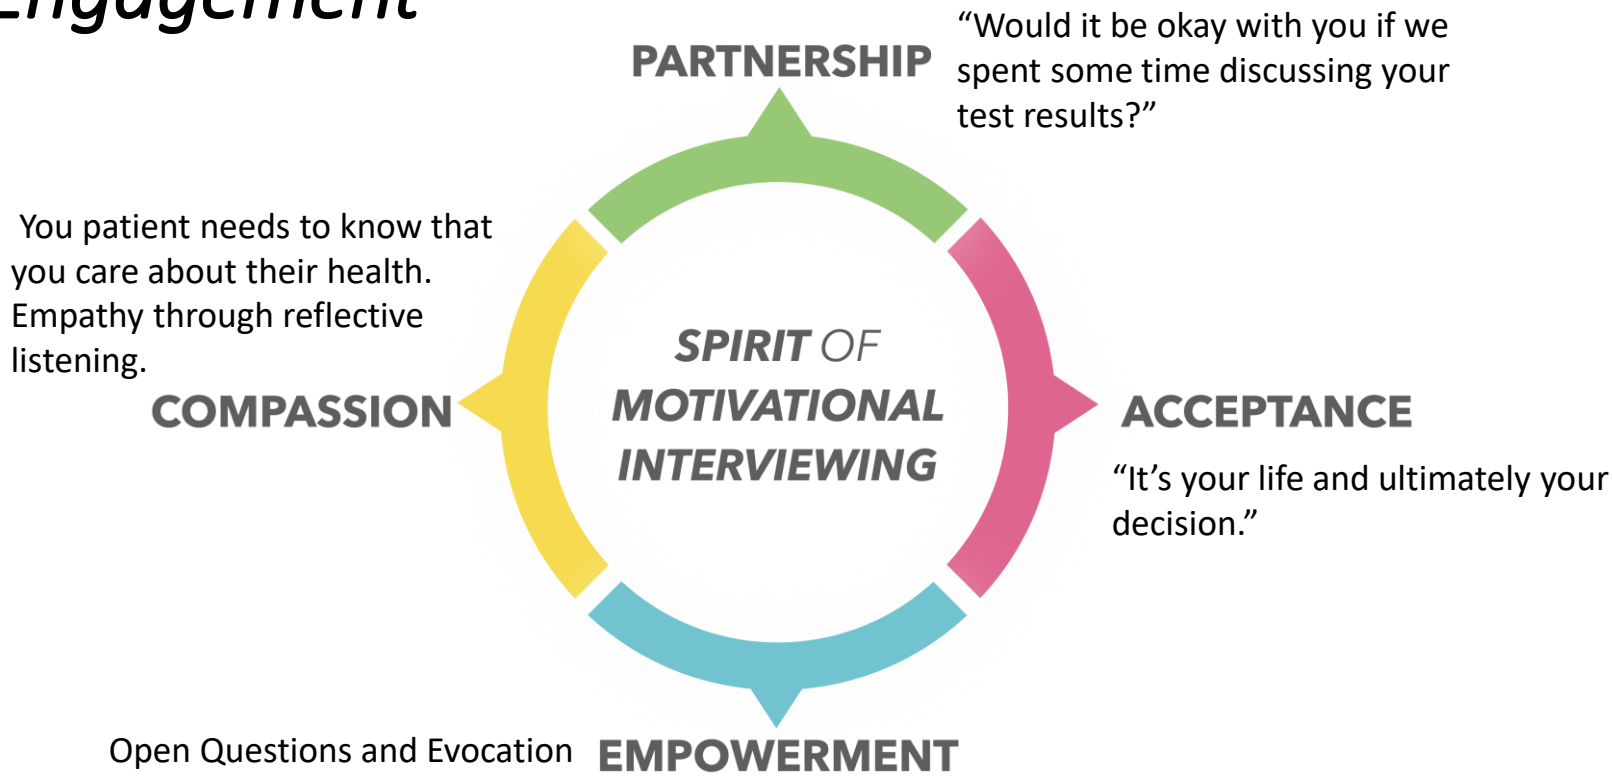 Engagement
PARTNERSHIP
“Would it be okay with you if we
spent some time discussing your
test results?”
You patient needs to know that
you care about their health.
Empathy through reflective
listening.
COMPASSION
SPIRIT OF
MOTIVATIONAL
INTERVIEWING
ACCEPTANCE
“It’s your life and ultimately your
decision.”
Open Questions and Evocation
EMPOWERMENT